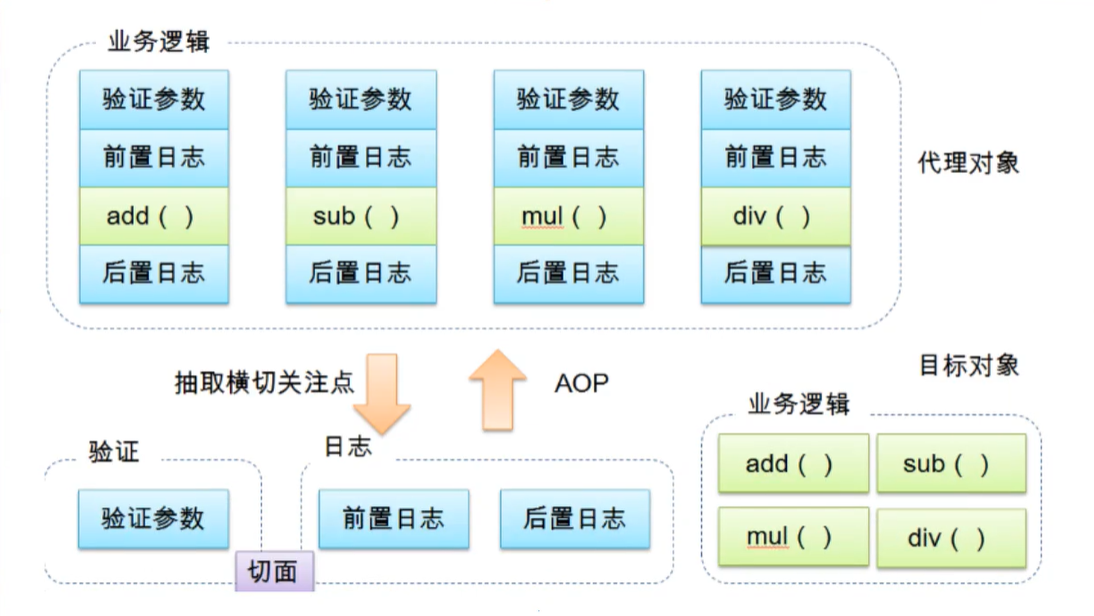 业务逻辑
验证参数 验证参数 验证参数 验证参数
前置日志 前置日志 前置日志 前置日志
代理对象
add（ ） sub（ ） mul（ ） div（ ）
后置日志 后置日志 后置日志 后置日志
抽取横切关注点
AOP
目标对象
业务逻辑
add（ ） sub（ ）
mul（ ） div（ ）
验证
日志
验证参数 前置日志 后置日志
切面